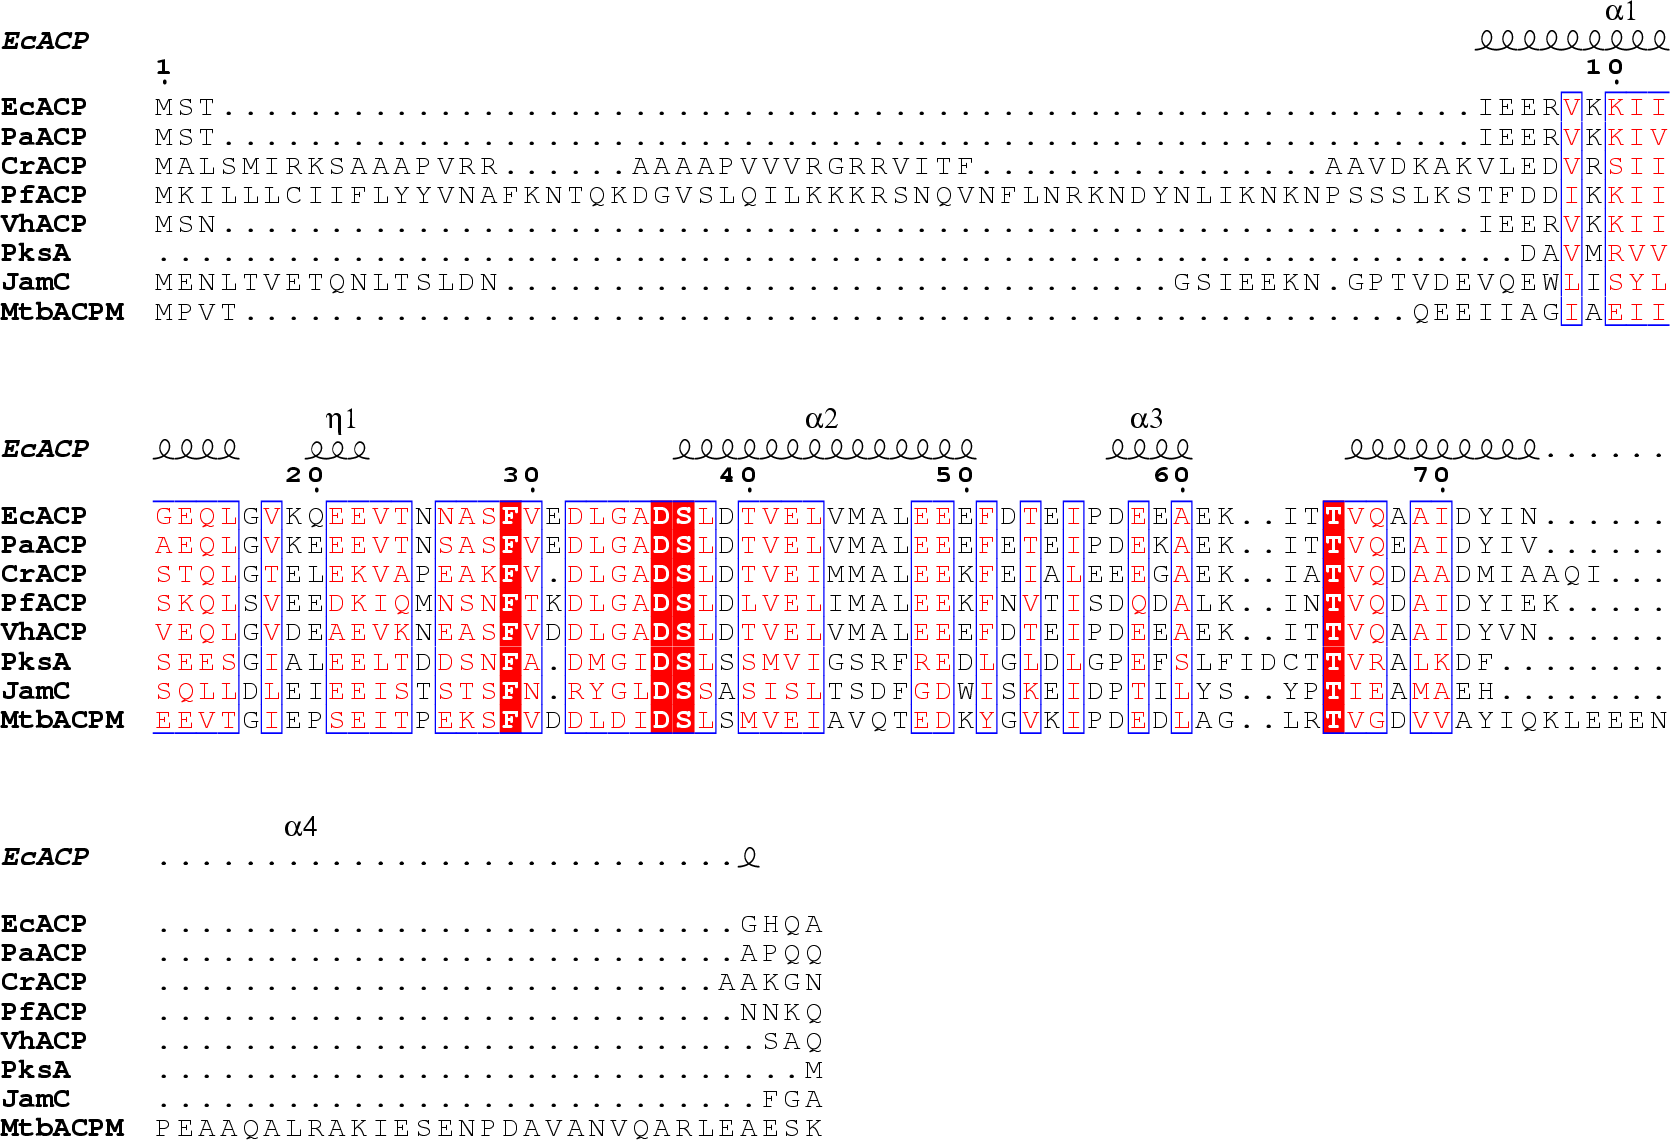 α1
EcACP
1 10
EcACP MST..........................................................IEERVKKII
PaACP MST..........................................................IEERVKKIV
CrACP MALSMIRKSAAAPVRR......AAAAPVVVRGRRVITF................AAVDKAKVLEDVRSII
PfACP MKILLLCIIFLYYVNAFKNTQKDGVSLQILKKKRSNQVNFLNRKNDYNLIKNKNPSSSLKSTFDDIKKII
VhACP MSN..........................................................IEERVKKII
PksA ...............................................................DAVMRVV
JamC MENLTVETQNLTSLDN...............................GSIEEKN.GPTVDEVQEWLISYL
MtbACPM MPVT......................................................QEEIIAGIAEII
η1 α2 α3
EcACP ......
20 30 40 50 60 70
EcACP GEQLGVKQEEVTNNASFVEDLGADSLDTVELVMALEEEFDTEIPDEEAEK..ITTVQAAIDYIN......
PaACP AEQLGVKEEEVTNSASFVEDLGADSLDTVELVMALEEEFETEIPDEKAEK..ITTVQEAIDYIV......
CrACP STQLGTELEKVAPEAKFV.DLGADSLDTVEIMMALEEKFEIALEEEGAEK..IATVQDAADMIAAQI...
PfACP SKQLSVEEDKIQMNSNFTKDLGADSLDLVELIMALEEKFNVTISDQDALK..INTVQDAIDYIEK.....
VhACP VEQLGVDEAEVKNEASFVDDLGADSLDTVELVMALEEEFDTEIPDEEAEK..ITTVQAAIDYVN......
PksA SEESGIALEELTDDSNFA.DMGIDSLSSMVIGSRFREDLGLDLGPEFSLFIDCTTVRALKDF........
JamC SQLLDLEIEEISTSTSFN.RYGLDSSASISLTSDFGDWISKEIDPTILYS..YPTIEAMAEH........
MtbACPM EEVTGIEPSEITPEKSFVDDLDIDSLSMVEIAVQTEDKYGVKIPDEDLAG..LRTVGDVVAYIQKLEEEN
α4
EcACP ...........................
EcACP ...........................GHQA
PaACP ...........................APQQ
CrACP ..........................AAKGN
PfACP ...........................NNKQ
VhACP ............................SAQ
PksA ..............................M
JamC ............................FGA
MtbACPM PEAAQALRAKIESENPDAVANVQARLEAESK